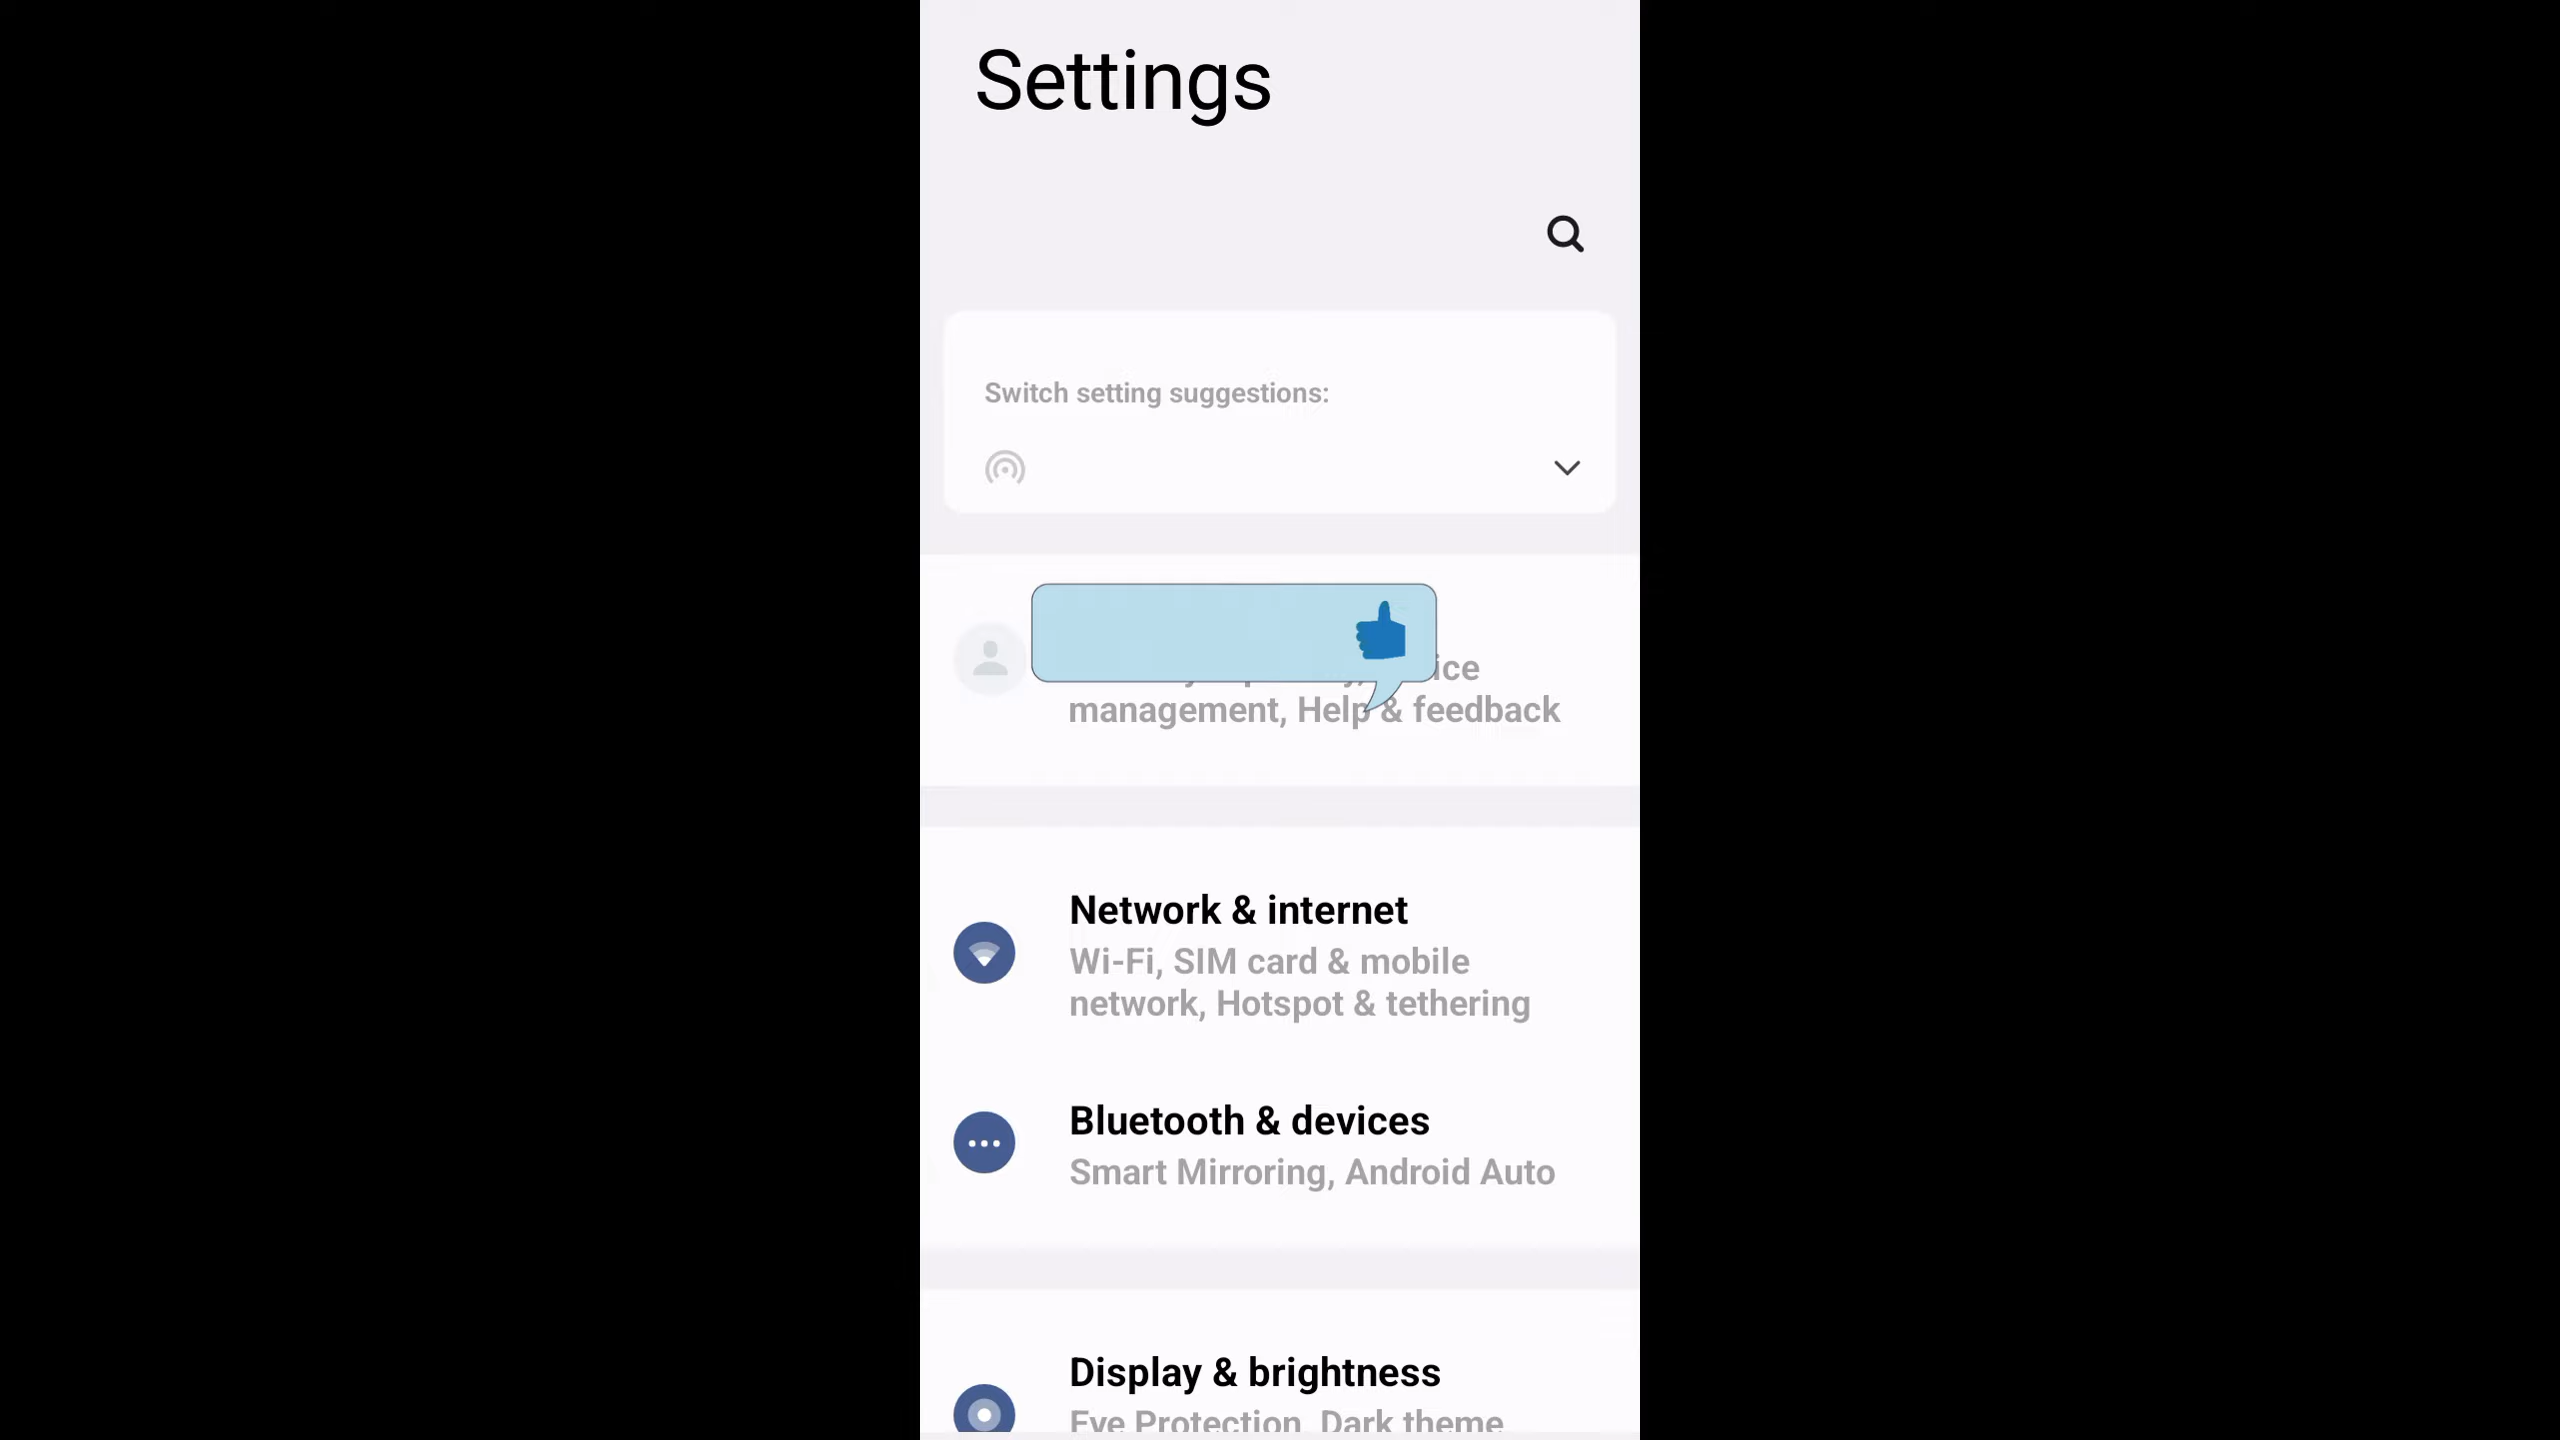 Settings
Switch setting suggestions:
management, Help & feedback
Network & internet
Wi-Fi, SIM card & mobile
network, Hotspot & tethering
Bluetooth & devices
Smart Mirroring, Android Auto
Display & brightness
Eye Protection, Dark theme